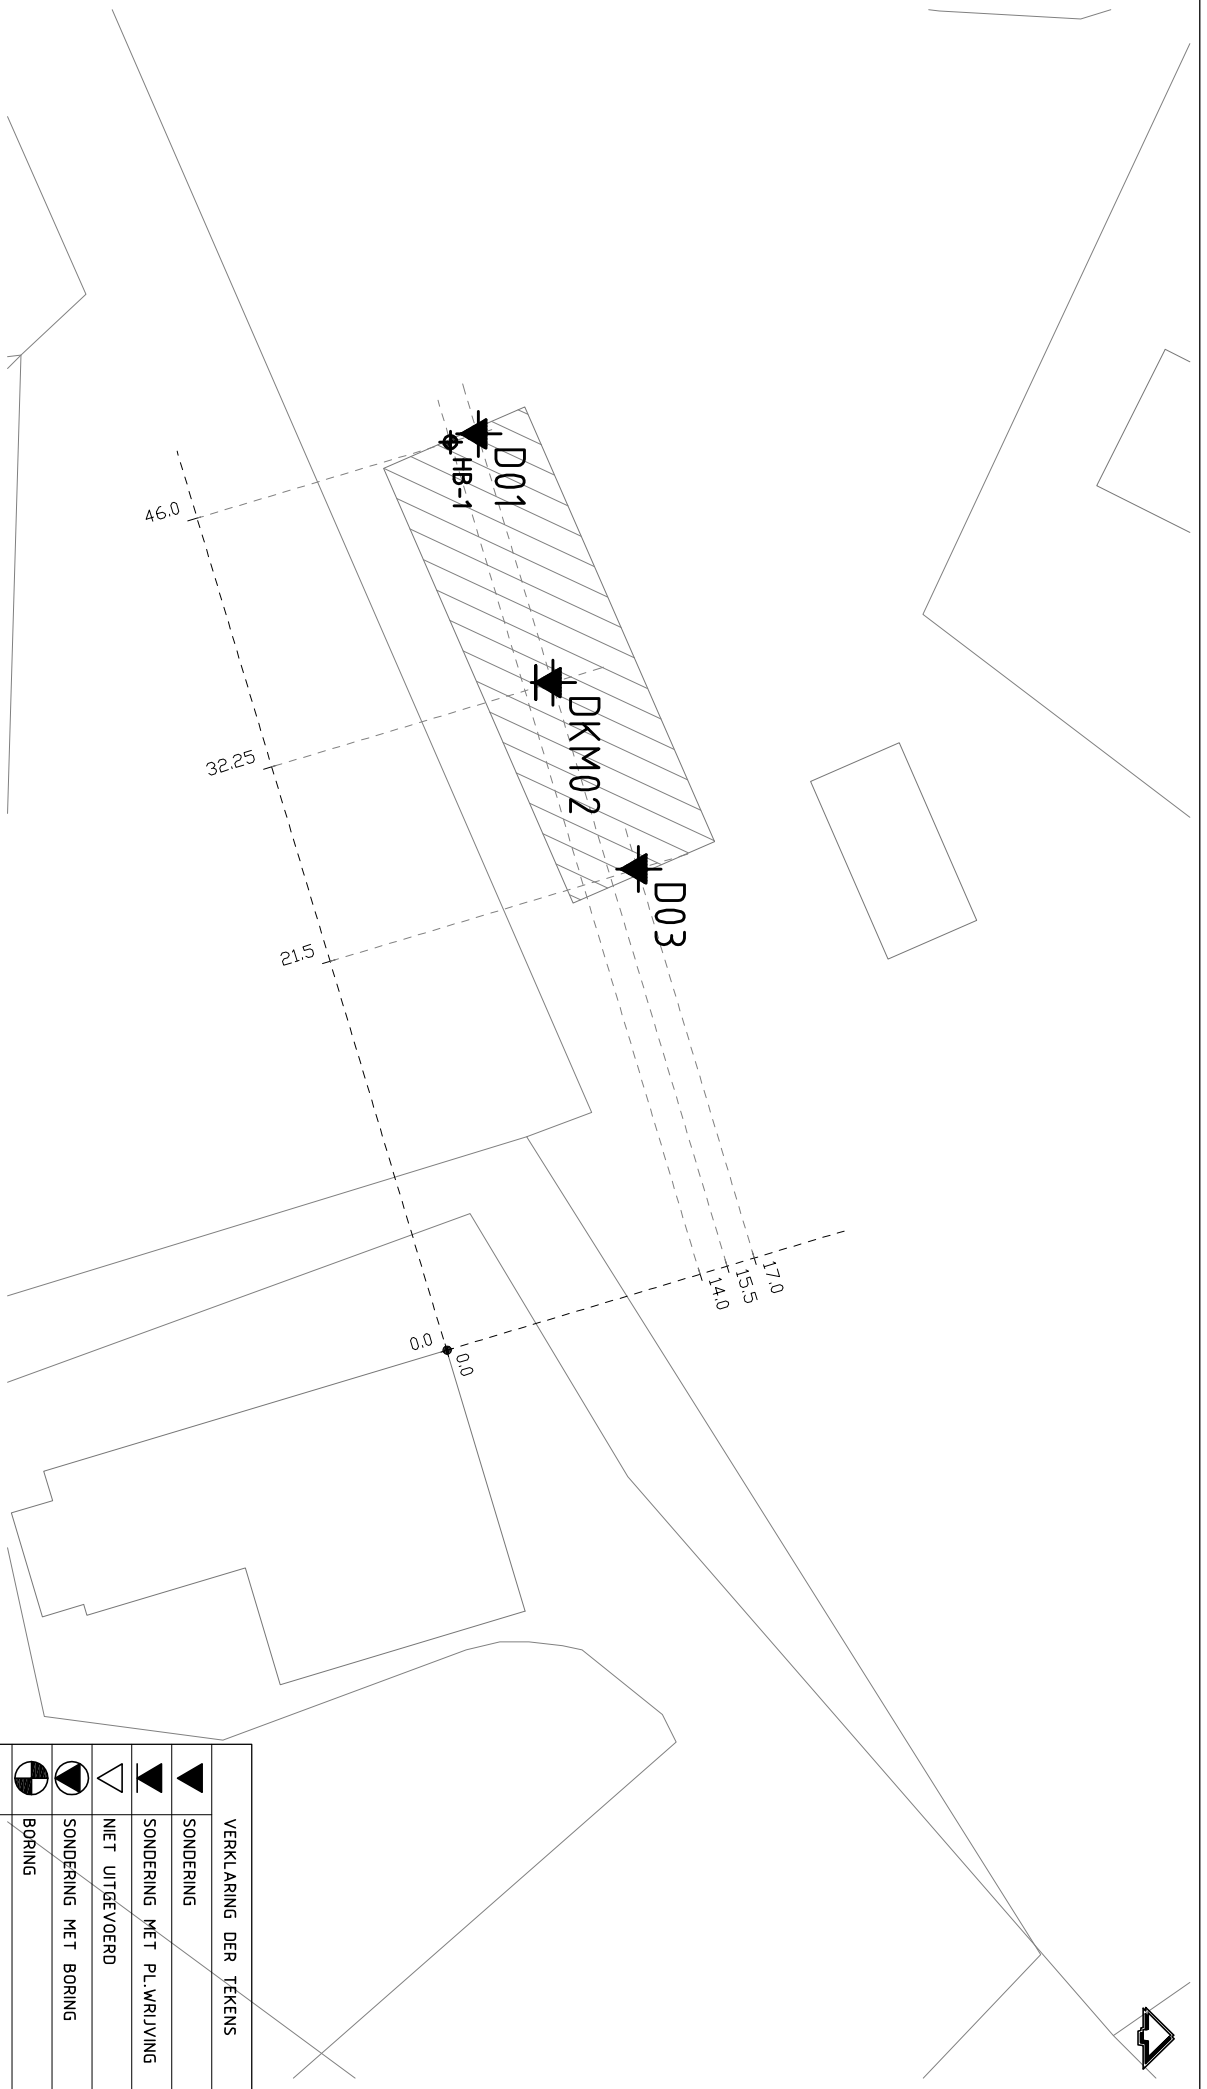 D01
HB-1
DKM02
D03
46.0
32.25
21.5
0.0
0.0
14.0
15.5
17.0
VERKLARING DER TEKENS
SONDERING
SONDERING MET PL.WRIJVING
NIET UITGEVOERD
SONDERING MET BORING
BORING